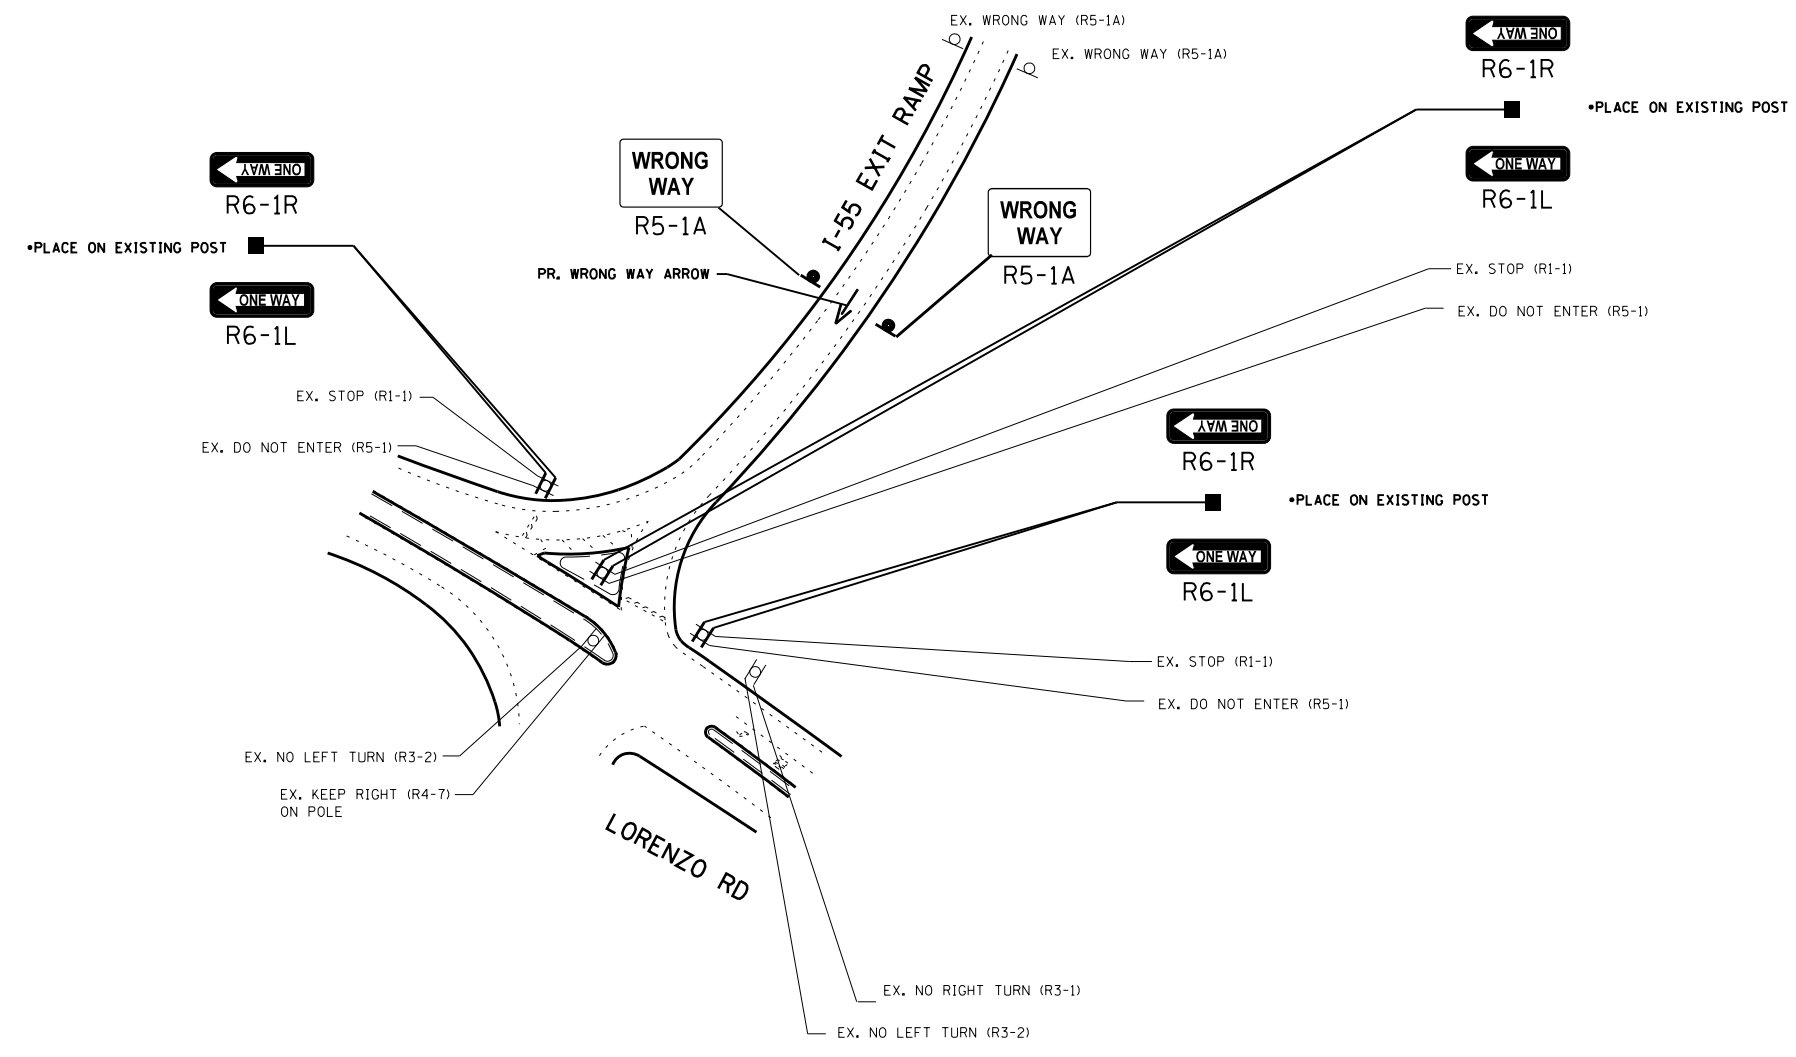 EX. WRONG WAY (R5-1A)
EX. WRONG WAY (R5-1A)
ONE WAY
R6-1R
•PLACE ON EXISTING POST
ONE WAY
R6-1L
ONE WAY
R6-1R
•PLACE ON EXISTING POST
ONE WAY
R6-1L
WRONG
WAY
R5-1A
I-55 EXIT RAMP
WRONG
WAY
R5-1A
PR. WRONG WAY ARROW
EX. STOP (R1-1)
EX. DO NOT ENTER (R5-1)
EX. STOP (R1-1)
EX. DO NOT ENTER (R5-1)
ONE WAY
R6-1R
•PLACE ON EXISTING POST
ONE WAY
R6-1L
EX. STOP (R1-1)
EX. DO NOT ENTER (R5-1)
EX. NO LEFT TURN (R3-2)
EX. KEEP RIGHT (R4-7)
ON POLE
LORENZO RD
EX. NO RIGHT TURN (R3-1)
EX. NO LEFT TURN (R3-2)